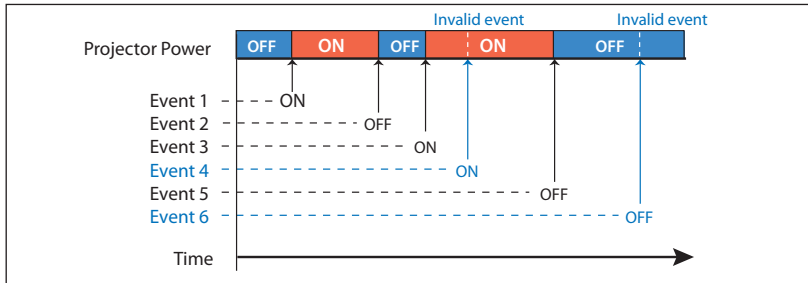 Invalid event Invalid event
Projector Power OFF ON OFF ON OFF
Event 1 ON
Event 2 OFF
Event 3 ON
Event 4 ON
Event 5 OFF
Event 6 OFF
Time